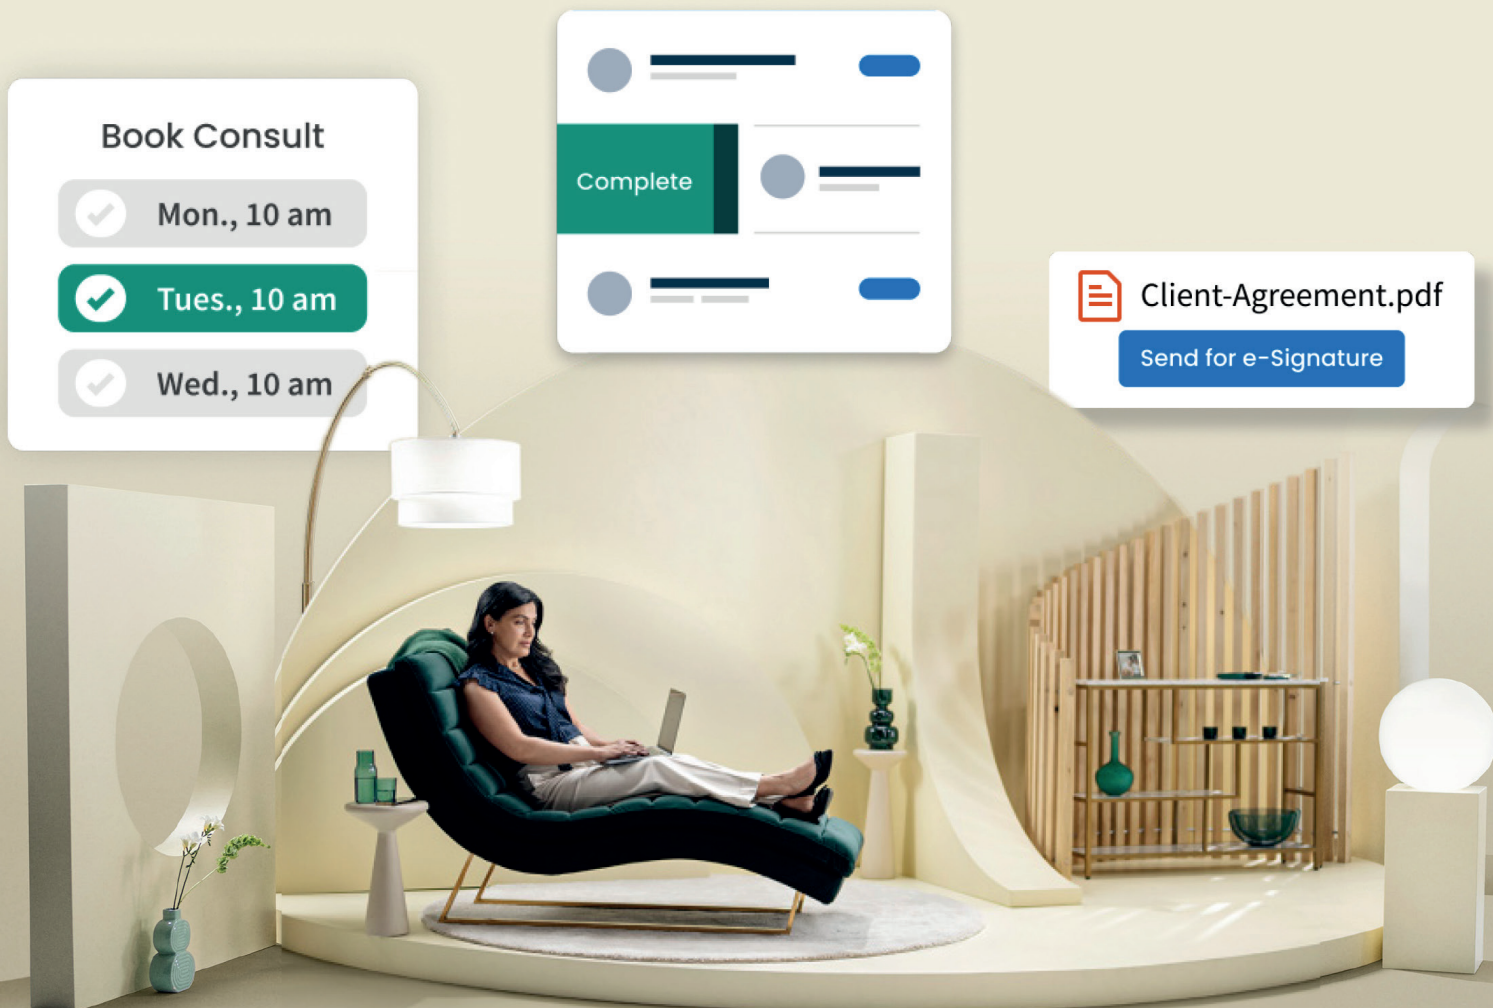 Book Consult
Mon., 10 am
Tues., 10 am
Wed., 10 am
Complete
Client-Agreement.pdf
Send for e-Signature